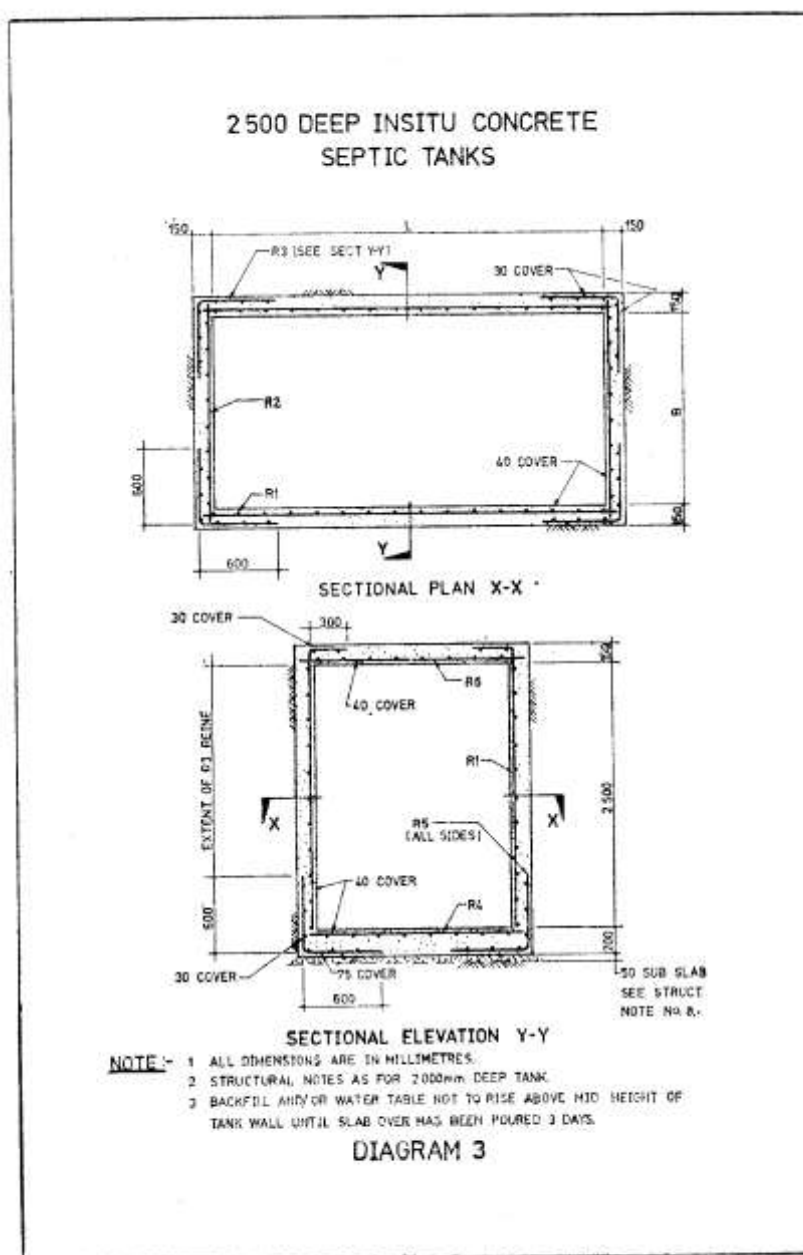 2500 DEEP INSITU CONCRETE
SEPTIC TANKS
150
L
150
R3 (SEE SECT Y-Y)
Y
30 COVER
150
R2
B
40 COVER
600
R1
150
Y
600
SECTIONAL PLAN X-X
30 COVER
300
150
R6
40 COVER
EXTENT OF R3 REINF
R1
2500
X
X
R5
(ALL SIDES)
40 COVER
R4
600
200
30 COVER
75 COVER
50 SUB SLAB
SEE STRUCT
NOTE No 8.
600
SECTIONAL ELEVATION Y-Y
NOTE:- 1 ALL DIMENSIONS ARE IN MILLIMETRES.
2 STRUCTURAL NOTES AS FOR 2000mm DEEP TANK.
3 BACKFILL AND/OR WATER TABLE NOT TO RISE ABOVE MID HEIGHT OF
TANK WALL UNTIL SLAB OVER HAS BEEN POURED 3 DAYS.
DIAGRAM 3